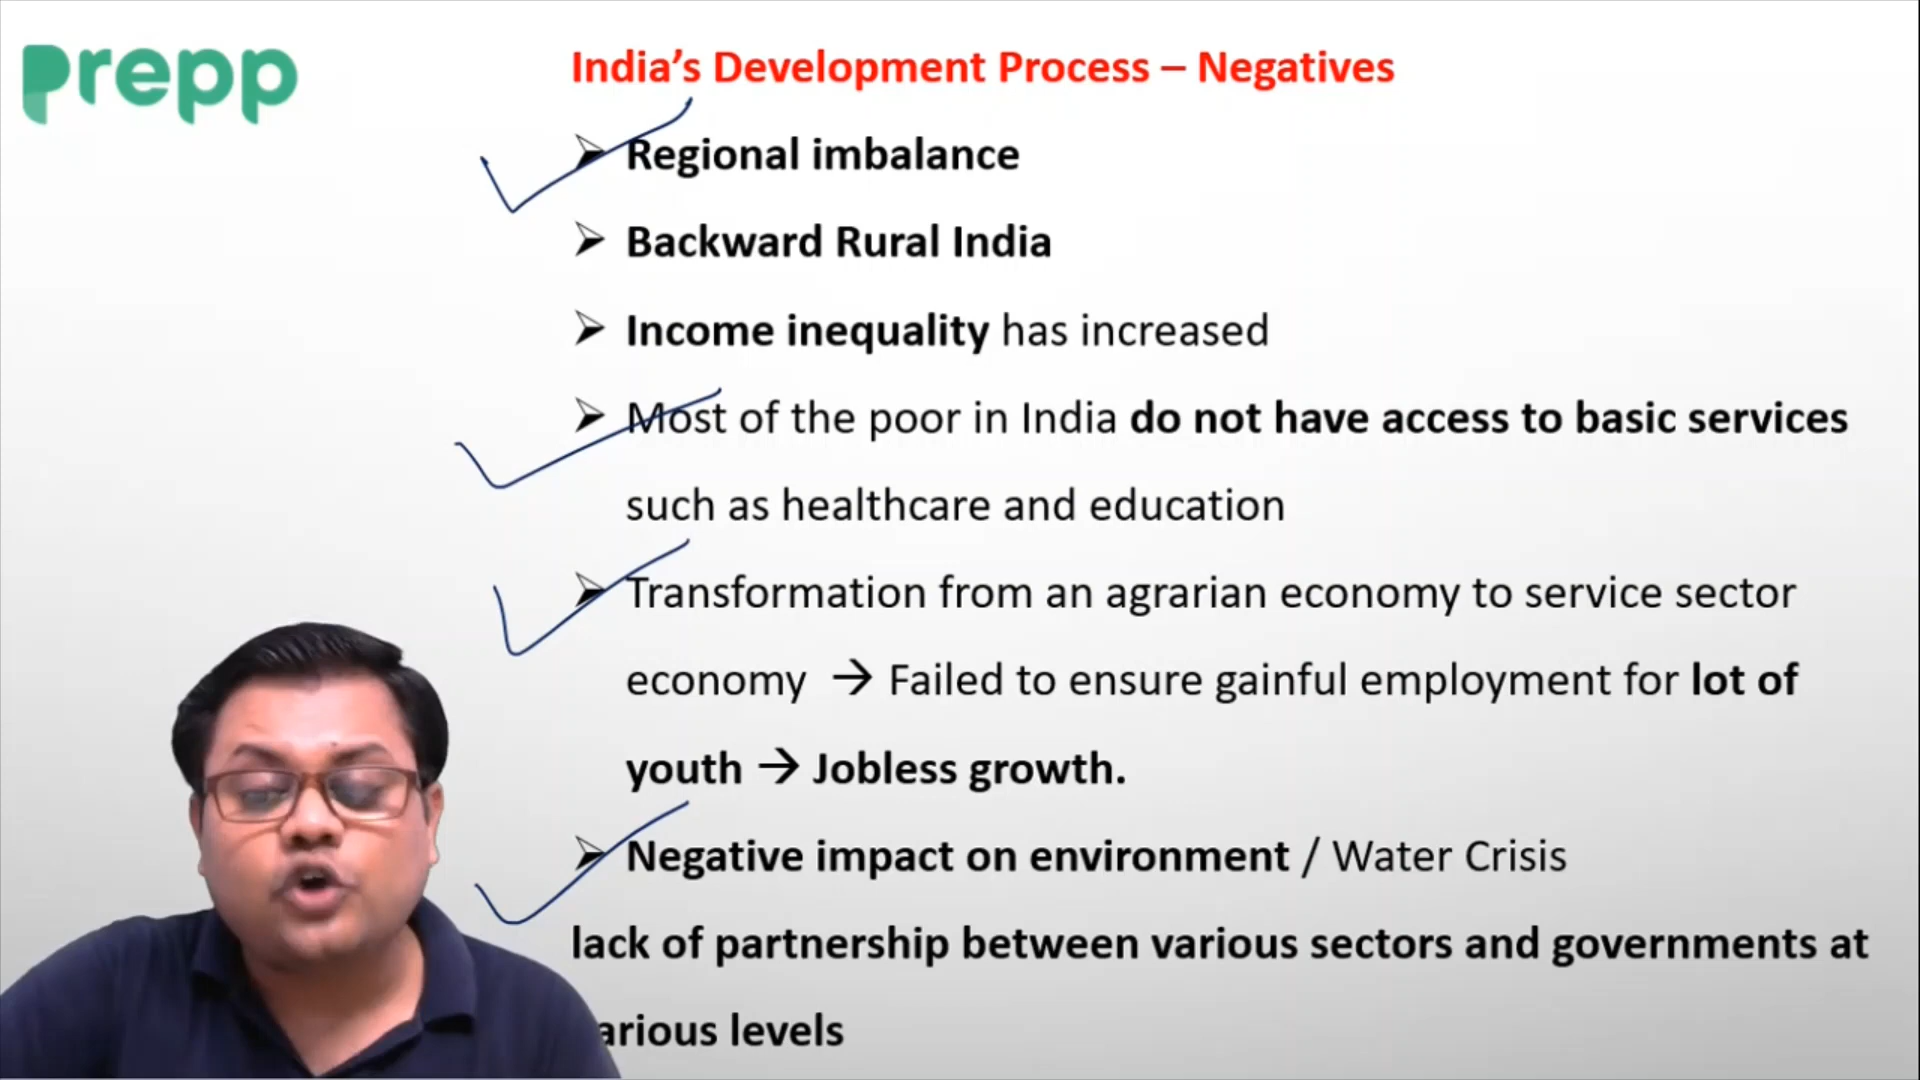 prepp
India’s Development Process – Negatives
➢ Regional imbalance
➢ Backward Rural India
➢ Income inequality has increased
➢ Most of the poor in India do not have access to basic services
such as healthcare and education
➢ Transformation from an agrarian economy to service sector
economy → Failed to ensure gainful employment for lot of
youth → Jobless growth.
➢ Negative impact on environment / Water Crisis
lack of partnership between various sectors and governments at
arious levels